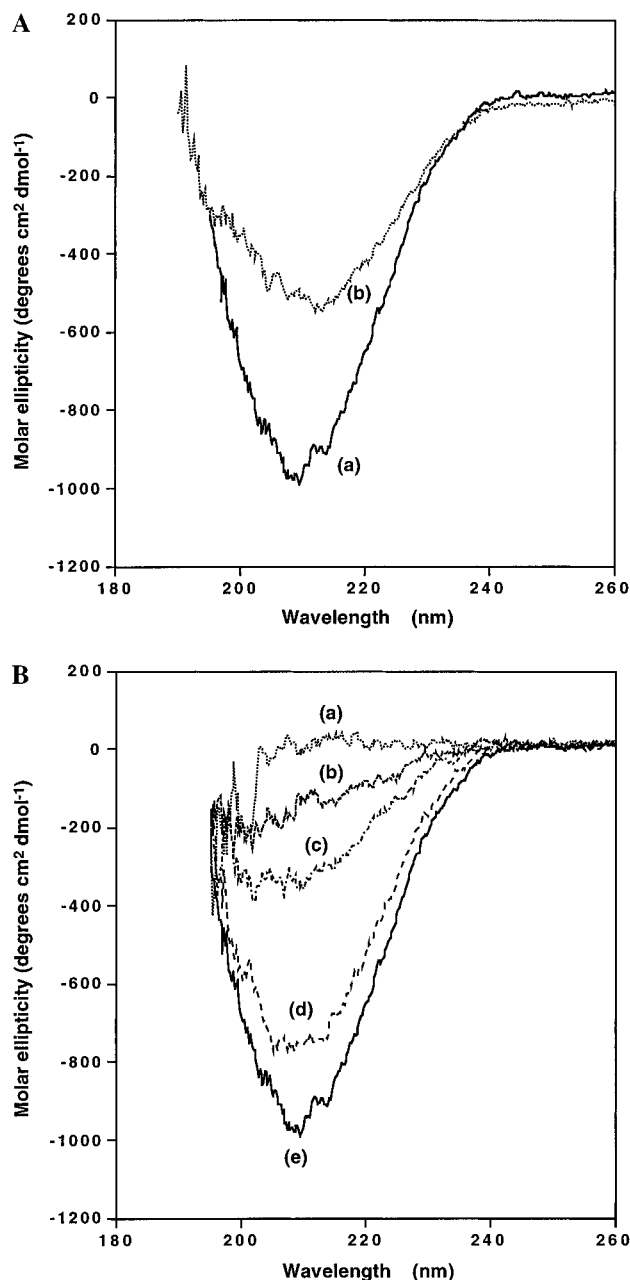 A
Molar ellipticity (degrees cm² dmol⁻¹)
200
0
-200
-400
-600
-800
-1000
-1200
(b)
(a)
180
200
220
240
260
Wavelength (nm)
B
Molar ellipticity (degrees cm² dmol⁻¹)
200
0
-200
-400
-600
-800
-1000
-1200
(a)
(b)
(c)
(d)
(e)
180
200
220
240
260
Wavelength (nm)